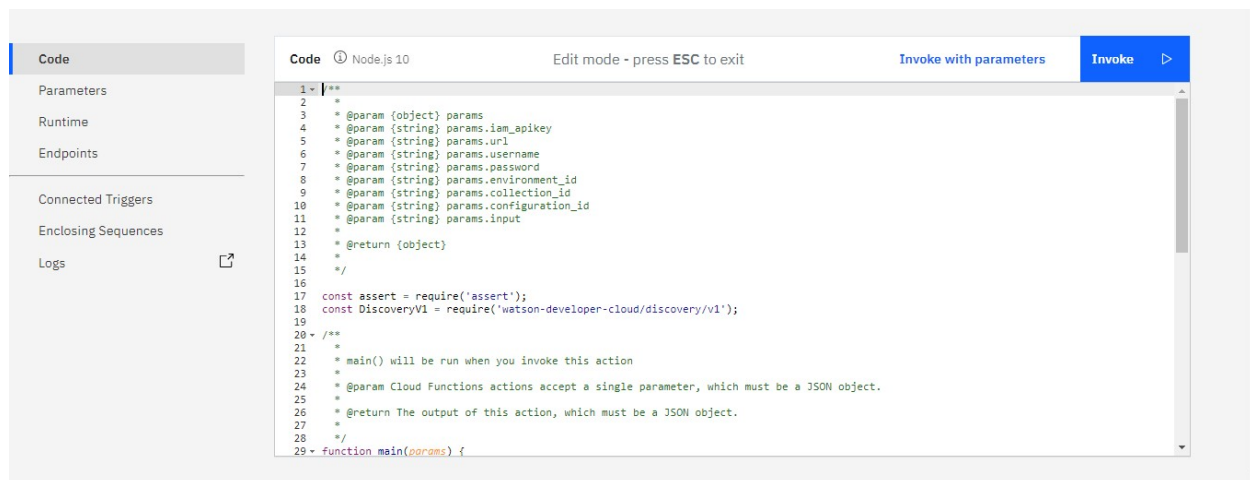 Code
Parameters
Runtime
Endpoints
Connected Triggers
Enclosing Sequences
Logs
Code Node.js 10 Edit mode - press ESC to exit Invoke with parameters Invoke
1 /**
2 *
3 * @param {object} params
4 * @param {string} params.iam_apikey
5 * @param {string} params.url
6 * @param {string} params.username
7 * @param {string} params.password
8 * @param {string} params.environment_id
9 * @param {string} params.collection_id
10 * @param {string} params.configuration_id
11 * @param {string} params.input
12 *
13 * @return {object}
14 *
15 */
16
17 const assert = require('assert');
18 const DiscoveryV1 = require('watson-developer-cloud/discovery/v1');
19
20 /**
21 *
22 * main() will be run when you invoke this action
23 *
24 * @param Cloud Functions actions accept a single parameter, which must be a JSON object.
25 *
26 * @return The output of this action, which must be a JSON object.
27 *
28 */
29 function main(params) {